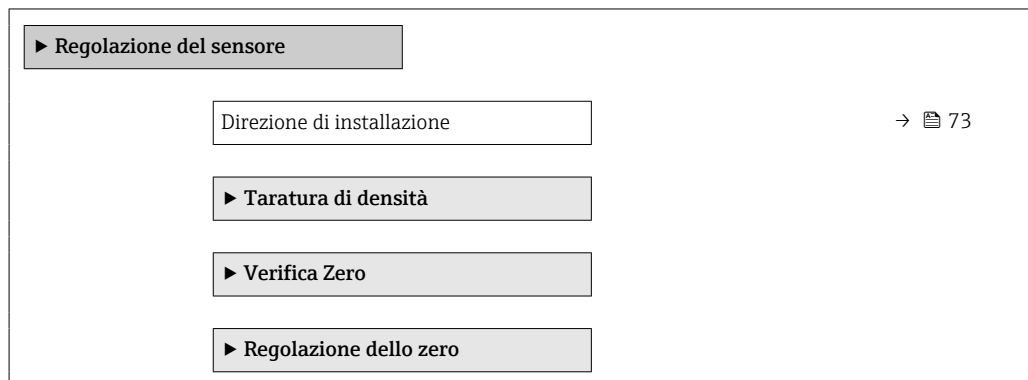 ▶ Regolazione del sensore
Direzione di installazione → 73
▶ Taratura di densità
▶ Verifica Zero
▶ Regolazione dello zero